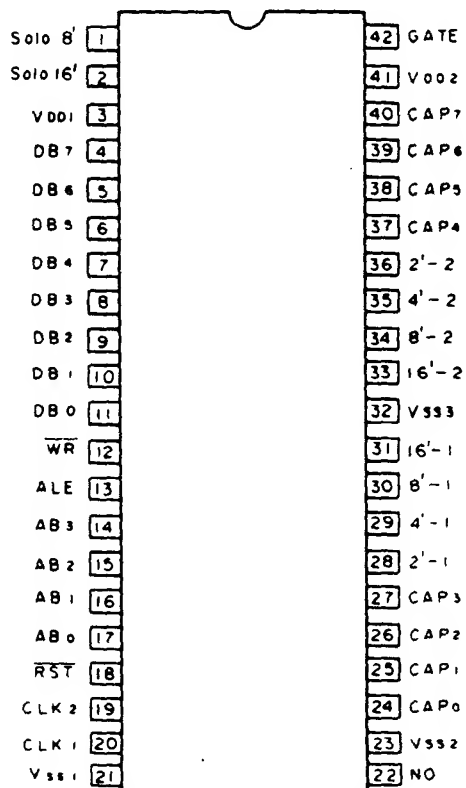 Solo 8' 1 42 GATE
Solo 16' 2 41 VDD2
VDD1 3 40 CAP7
DB7 4 39 CAP6
DB6 5 38 CAP5
DB5 6 37 CAP4
DB4 7 36 2'-2
DB3 8 35 4'-2
DB2 9 34 8'-2
DB1 10 33 16'-2
DB0 11 32 VSS3
W̅R̅ 12 31 16'-1
ALE 13 30 8'-1
AB3 14 29 4'-1
AB2 15 28 2'-1
AB1 16 27 CAP3
AB0 17 26 CAP2
R̅S̅T̅ 18 25 CAP1
CLK2 19 24 CAP0
CLK1 20 23 VSS2
Vss1 21 22 NO